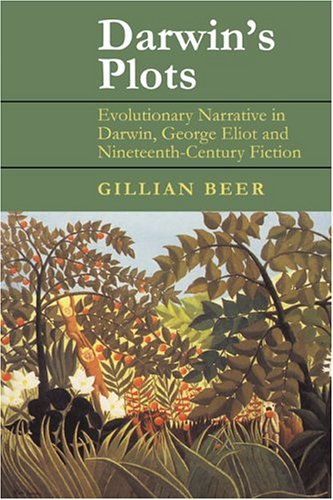 Darwin's
Plots
Evolutionary Narrative in
Darwin, George Eliot and
Nineteenth-Century Fiction
GILLIAN BEER